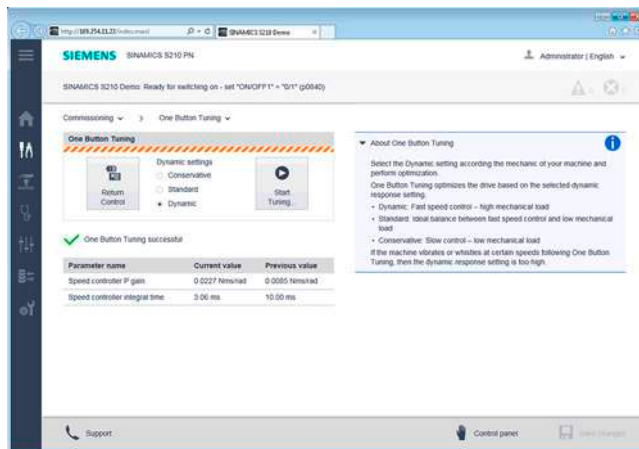 SINAMICS S210 Demo
SIEMENS SINAMICS S210 PN
Administrator | English
SINAMICS S210 Demo: Ready for switching on - set "ON/OFF1" = "0/1" (p0840)
Commissioning > One Button Tuning
One Button Tuning
Dynamic settings
Conservative
Standard
Dynamic
Return Control
Start Tuning...
One Button Tuning successful
Parameter name Current value Previous value
Speed controller P gain 0.0227 Nms/rad 0.0085 Nms/rad
Speed controller integral time 3.06 ms 10.00 ms
About One Button Tuning
Select the Dynamic setting according the mechanic of your machine and
perform optimization.
One Button Tuning optimizes the drive based on the selected dynamic
response setting.
• Dynamic: Fast speed control – high mechanical load
• Standard: Ideal balance between fast speed control and low mechanical
load
• Conservative: Slow control – low mechanical load
If the machine vibrates or whistles at certain speeds following One Button
Tuning, then the dynamic response setting is too high.
Support
Control panel
Save changes